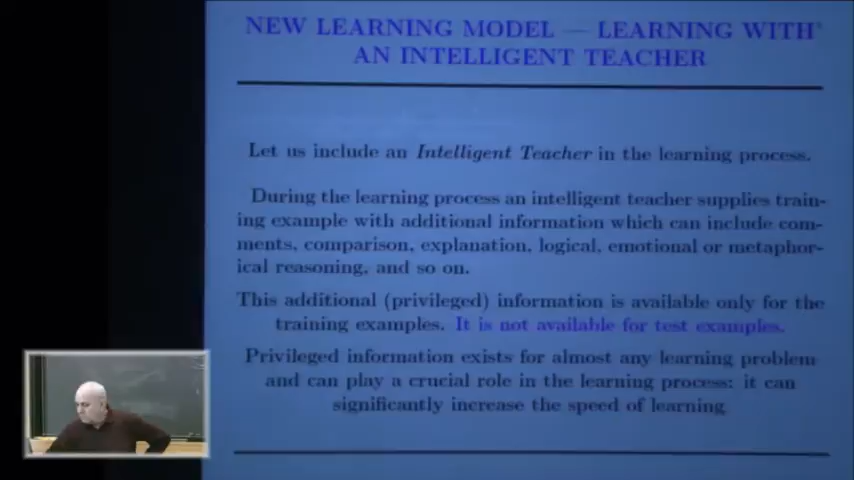 NEW LEARNING MODEL — LEARNING WITH
AN INTELLIGENT TEACHER
Let us include an Intelligent Teacher in the learning process.
During the learning process an intelligent teacher supplies train-
ing example with additional information which can include com-
ments, comparison, explanation, logical, emotional or metaphor-
ical reasoning, and so on.
This additional (privileged) information is available only for the
training examples. It is not available for test examples.
Privileged information exists for almost any learning problem
and can play a crucial role in the learning process: it can
significantly increase the speed of learning